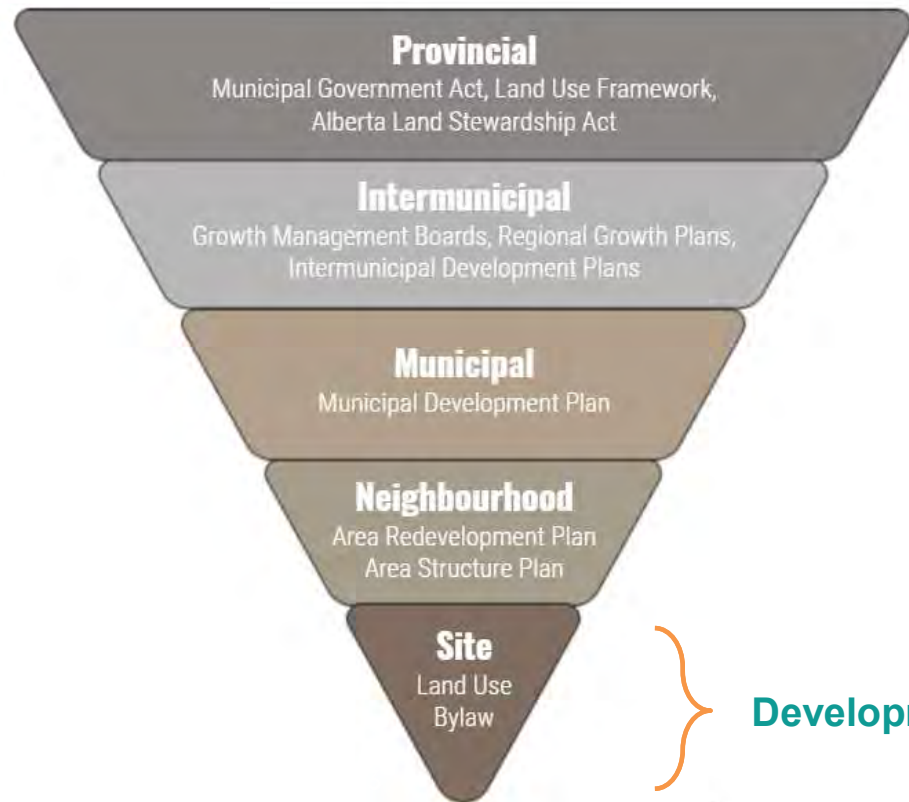 Provincial
Municipal Government Act, Land Use Framework,
Alberta Land Stewardship Act
Intermunicipal
Growth Management Boards, Regional Growth Plans,
Intermunicipal Development Plans
Municipal
Municipal Development Plan
Neighbourhood
Area Redevelopment Plan
Area Structure Plan
Site
Land Use
Bylaw